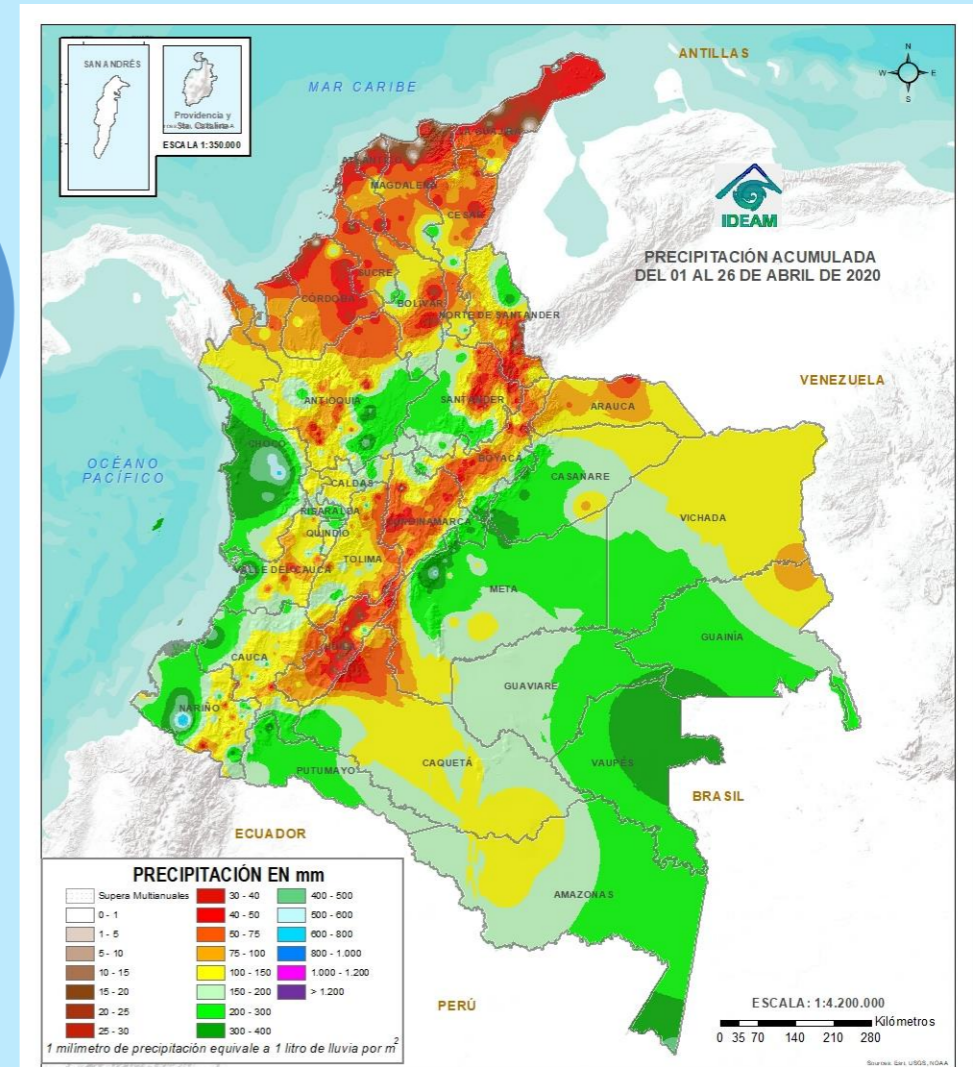 SAN ANDRÉS
Providencia y
Sta. Catalina
ESCALA 1:350.000
MAR CARIBE
ANTILLAS
N
W
E
S
IDEAM
PRECIPITACIÓN ACUMULADA
DEL 01 AL 26 DE ABRIL DE 2020
LA GUAJIRA
ATLÁNTICO
MAGDALENA
CESAR
SUCRE
CÓRDOBA
BOLÍVAR
NORTE DE SANTANDER
VENEZUELA
ANTIOQUIA
SANTANDER
ARAUCA
CHOCÓ
BOYACÁ
OCÉANO
PACÍFICO
CASANARE
CALDAS
RISARALDA
CUNDINAMARCA
VICHADA
QUINDÍO
TOLIMA
VALLE DEL CAUCA
META
GUAINÍA
CAUCA
HUILA
GUAVIARE
NARIÑO
CAQUETÁ
VAUPÉS
PUTUMAYO
BRASIL
ECUADOR
AMAZONAS
PERÚ
PRECIPITACIÓN EN mm
Supera Multianuales
30 - 40
400 - 500
0 - 1
40 - 50
500 - 600
1 - 5
50 - 75
600 - 800
5 - 10
75 - 100
800 - 1.000
10 - 15
100 - 150
1.000 - 1.200
15 - 20
150 - 200
> 1.200
20 - 25
200 - 300
25 - 30
300 - 400
1 milímetro de precipitación equivale a 1 litro de lluvia por m²
ESCALA: 1:4.200.000
Kilómetros
0 35 70 140 210 280
Sources: Esri, USGS, NOAA